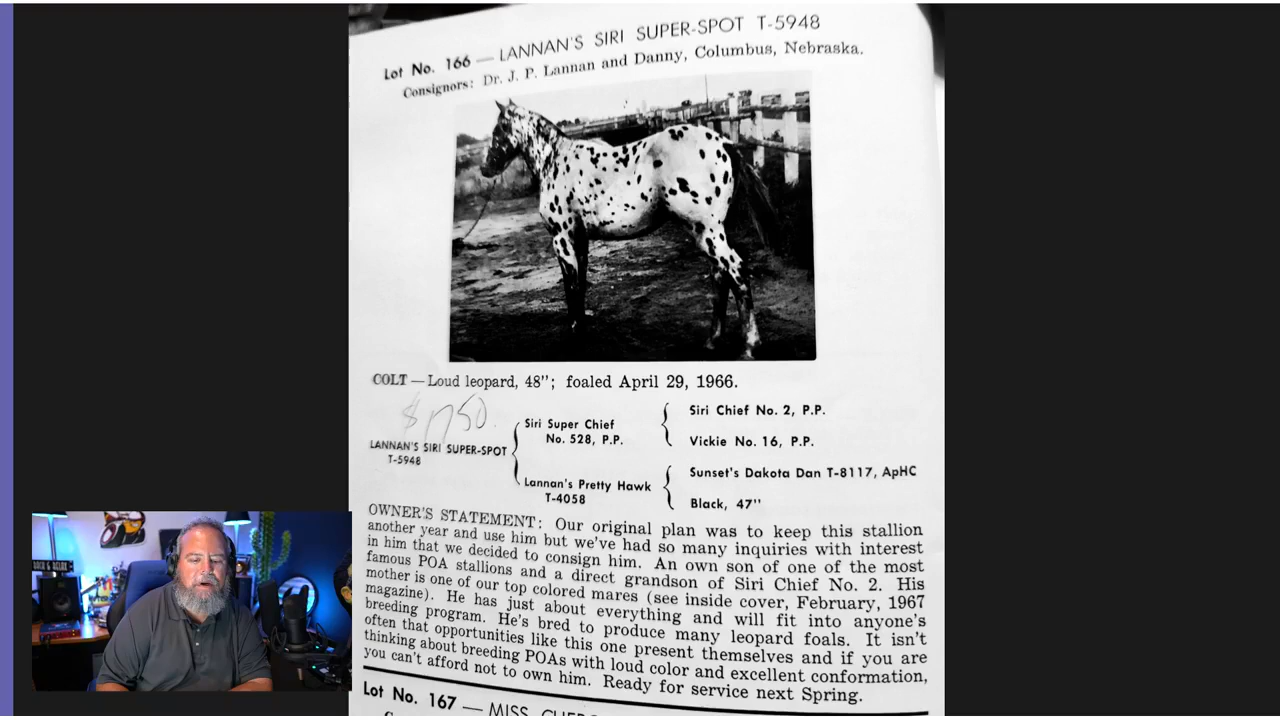 Lot No. 166 — LANNAN'S SIRI SUPER-SPOT T-5948
Consignors: Dr. J. P. Lannan and Danny, Columbus, Nebraska.
COLT — Loud leopard, 48"; foaled April 29, 1966.
$1750.
Siri Chief No. 2, P.P.
Siri Super Chief
No. 528, P.P.
Vickie No. 16, P.P.
LANNAN'S SIRI SUPER-SPOT
T-5948
Sunset's Dakota Dan T-8117, ApHC
Lannan's Pretty Hawk
T-4058
Black, 47"
OWNER'S STATEMENT: Our original plan was to keep this stallion
another year and use him but we've had so many inquiries with interest
in him that we decided to consign him. An own son of one of the most
famous POA stallions and a direct grandson of Siri Chief No. 2. His
mother is one of our top colored mares (see inside cover, February, 1967
magazine). He has just about everything and will fit into anyone's
breeding program. He's bred to produce many leopard foals. It isn't
often that opportunities like this one present themselves and if you are
thinking about breeding POAs with loud color and excellent conformation,
you can't afford not to own him. Ready for service next Spring.
Lot No. 167 — MISS
ROCK & RELAX